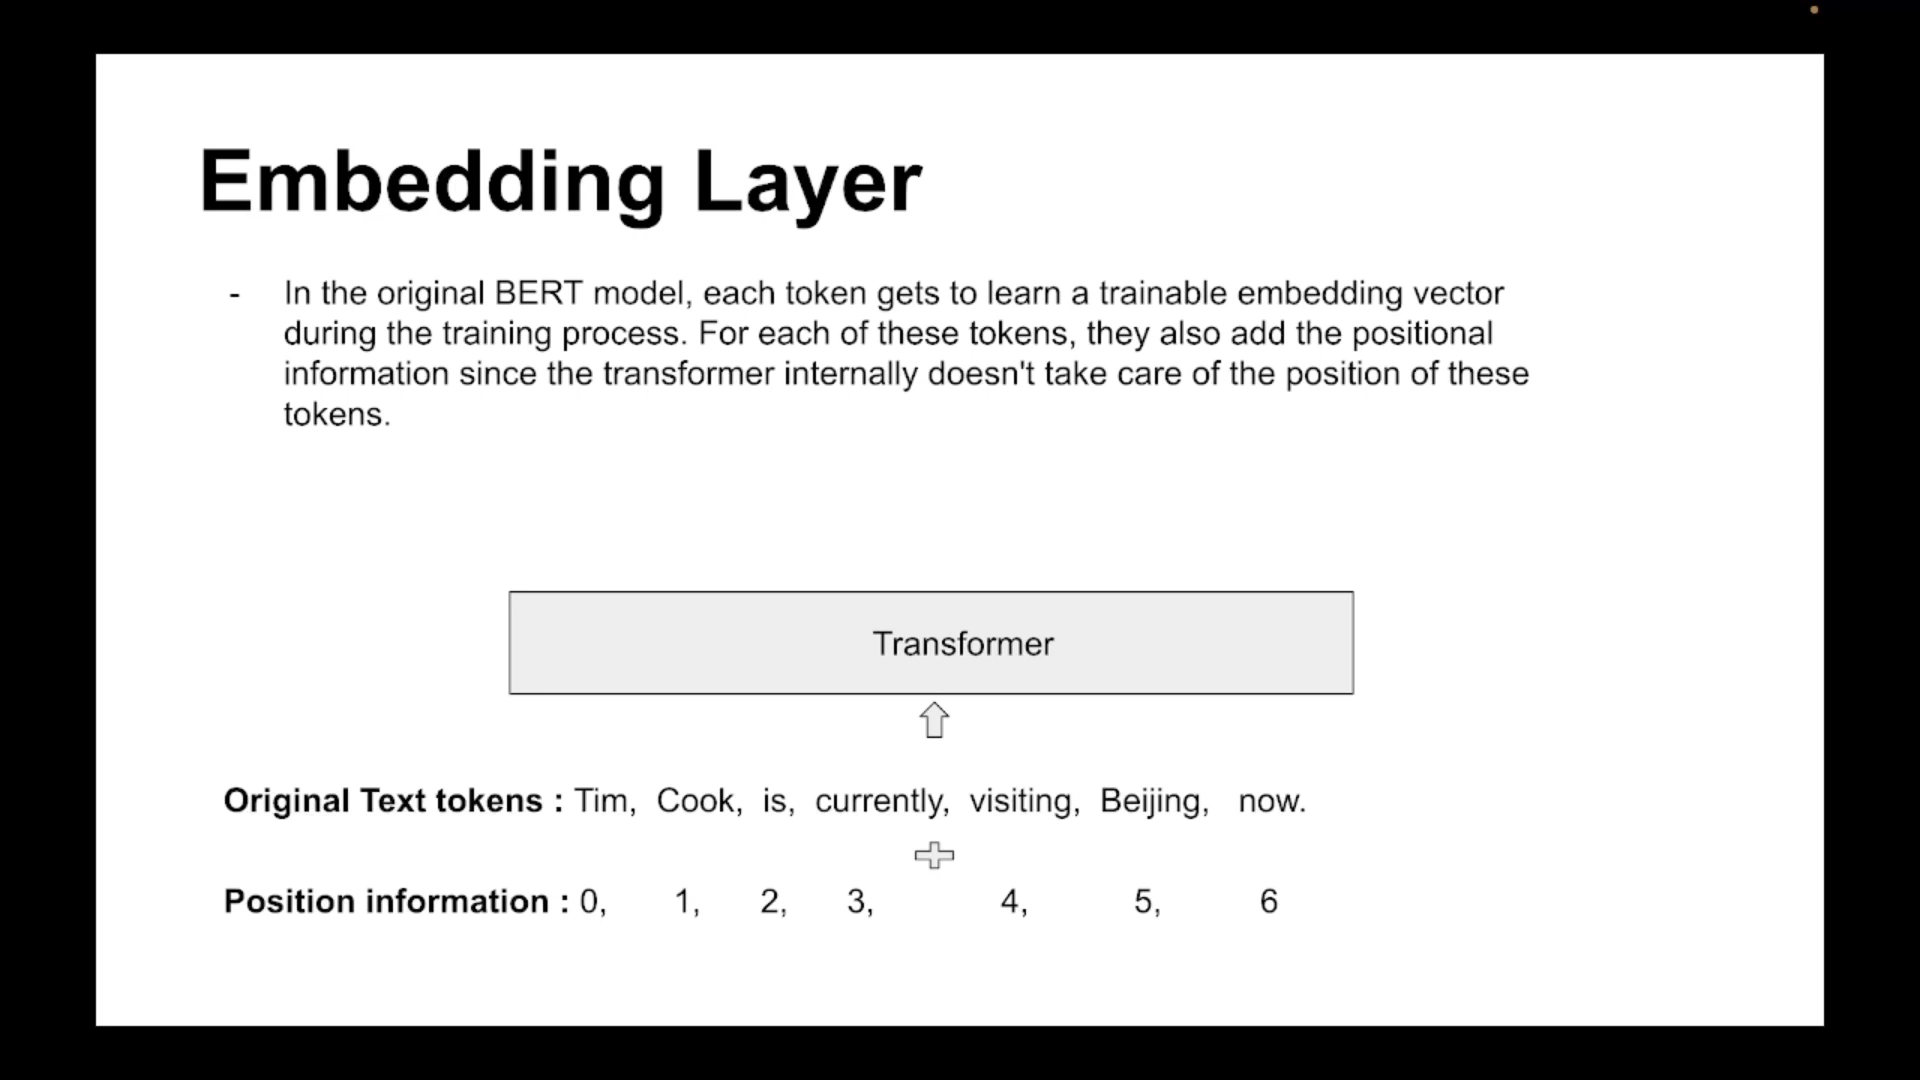 Embedding Layer
- In the original BERT model, each token gets to learn a trainable embedding vector
during the training process. For each of these tokens, they also add the positional
information since the transformer internally doesn't take care of the position of these
tokens.
Transformer
Original Text tokens : Tim, Cook, is, currently, visiting, Beijing, now.
Position information : 0, 1, 2, 3, 4, 5, 6